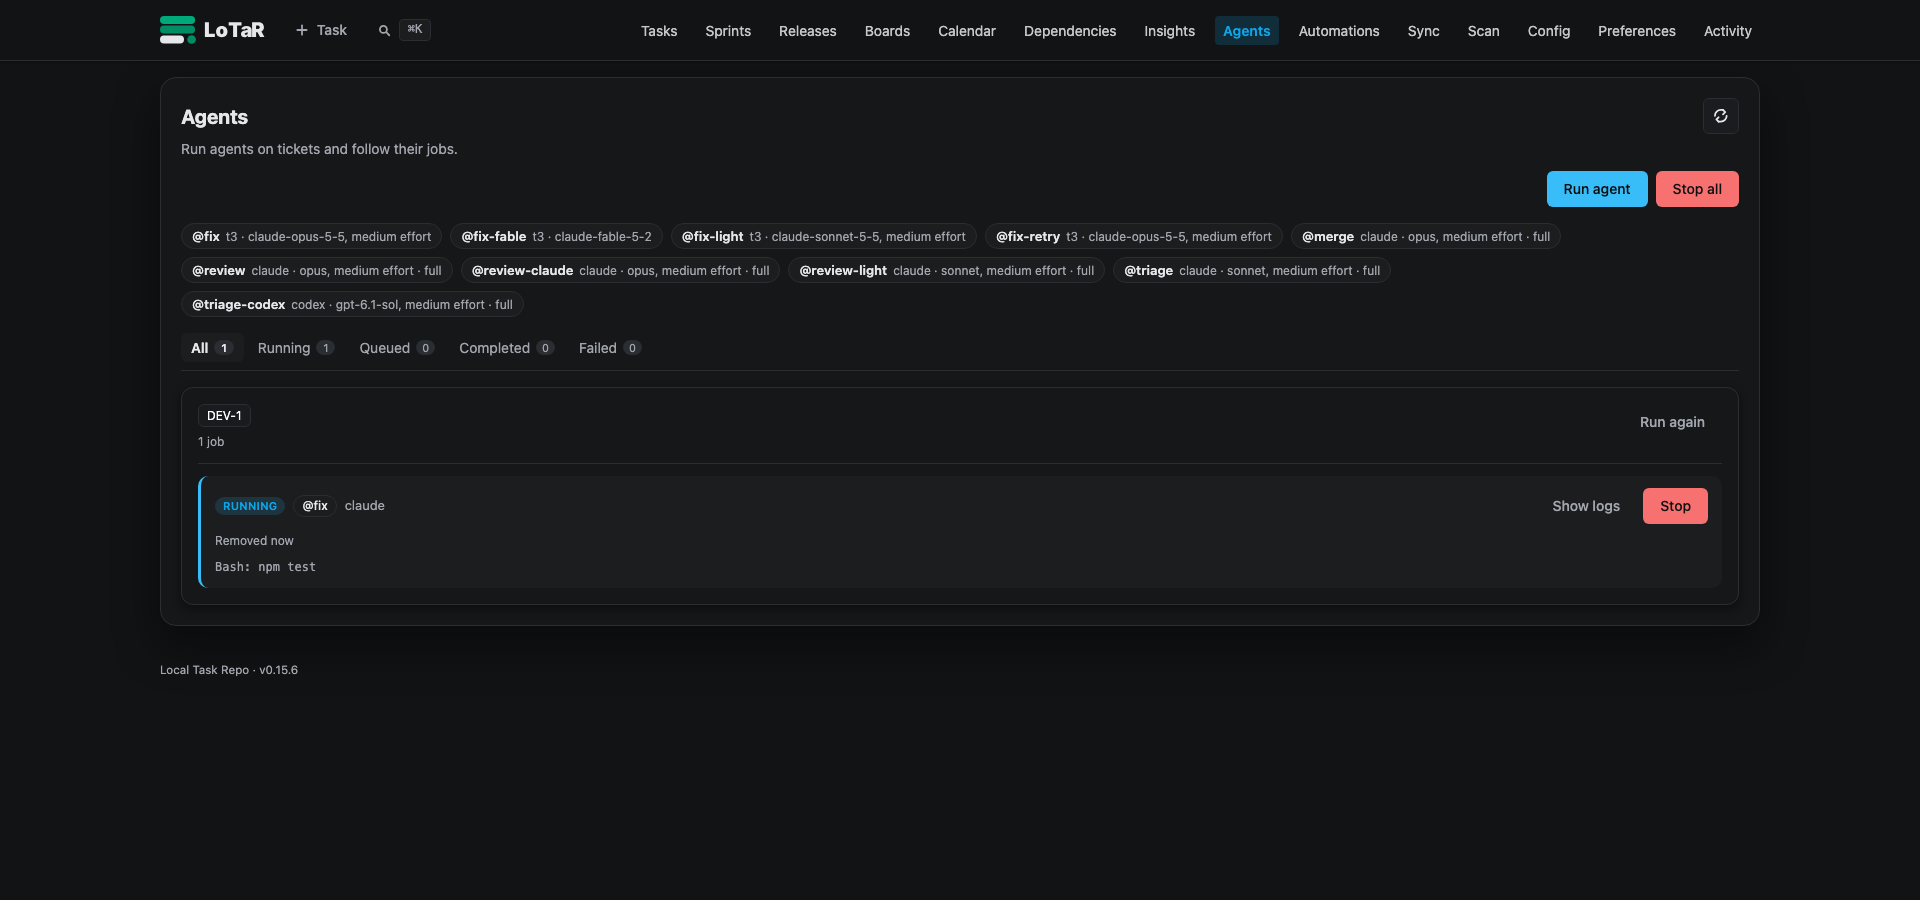 LoTaR + Task ⌘K Tasks Sprints Releases Boards Calendar Dependencies Insights Agents Automations Sync Scan Config Preferences Activity
Agents
Run agents on tickets and follow their jobs.
Run agent Stop all
@fix t3 · claude-opus-5-5, medium effort @fix-fable t3 · claude-fable-5-2 @fix-light t3 · claude-sonnet-5-5, medium effort @fix-retry t3 · claude-opus-5-5, medium effort @merge claude · opus, medium effort · full
@review claude · opus, medium effort · full @review-claude claude · opus, medium effort · full @review-light claude · sonnet, medium effort · full @triage claude · sonnet, medium effort · full
@triage-codex codex · gpt-6.1-sol, medium effort · full
All 1 Running 1 Queued 0 Completed 0 Failed 0
DEV-1
Run again
1 job
RUNNING @fix claude Show logs Stop
Removed now
Bash: npm test
Local Task Repo · v0.15.6